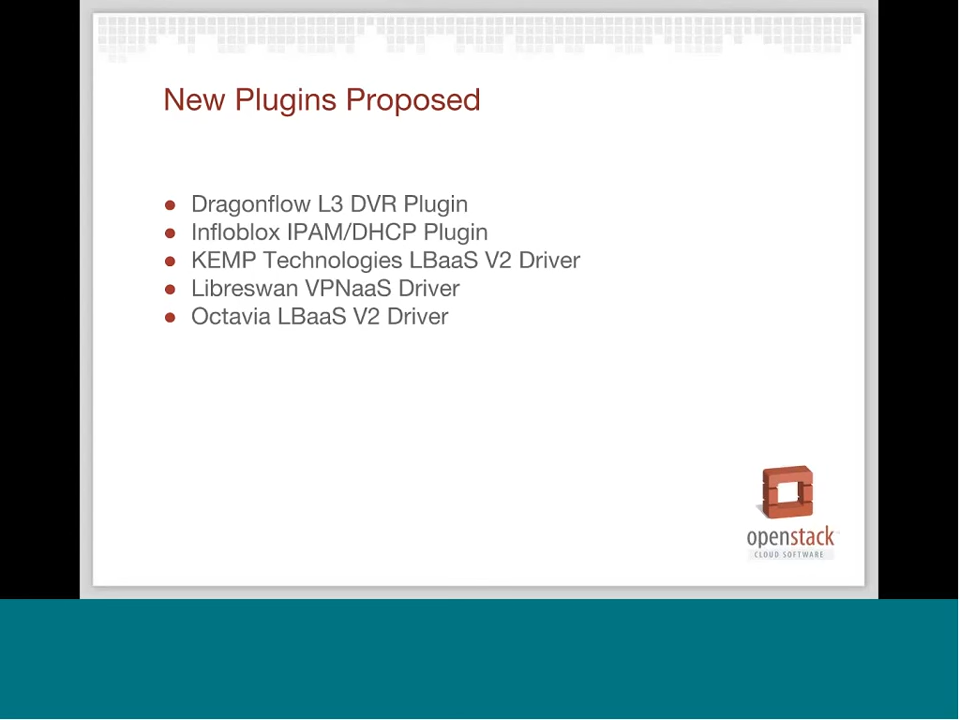 New Plugins Proposed
● Dragonflow L3 DVR Plugin
● Infloblox IPAM/DHCP Plugin
● KEMP Technologies LBaaS V2 Driver
● Libreswan VPNaaS Driver
● Octavia LBaaS V2 Driver
openstack
CLOUD SOFTWARE